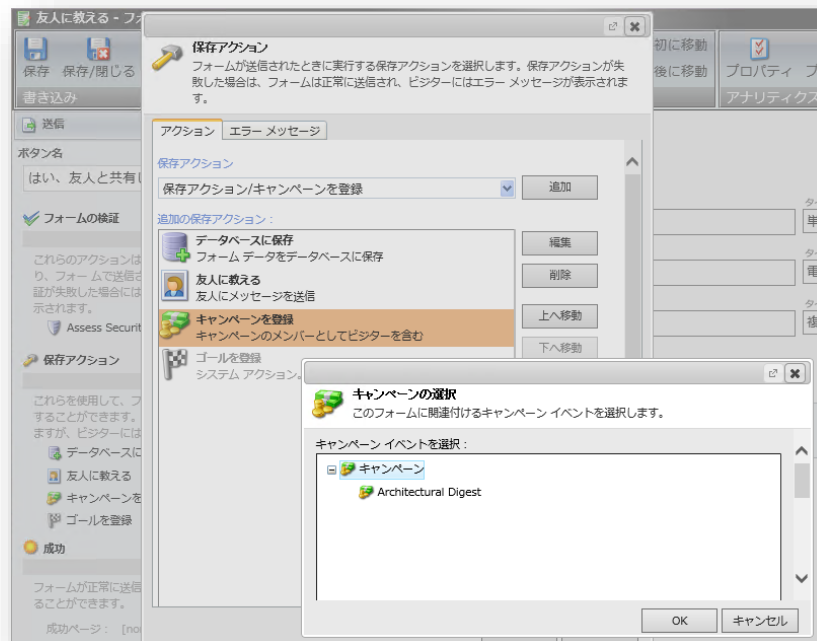 友人に教える - フ
保存
保存/閉じる
書き込み
初に移動
後に移動
プロパティ
プ
アナリティクス
送信
ボタン名
はい、友人と共有し
フォームの検証
これらのアクションは
り、フォームで送信さ
証が失敗した場合には
示されます。
Assess Securit
保存アクション
これらを使用して、フ
することができます。
ますが、ビジターには
データベースに
友人に教える
キャンペーンを
ゴールを登録
成功
フォームが正常に送信
ることができます。
成功ページ： [no
保存アクション
フォームが送信されたときに実行する保存アクションを選択します。保存アクションが失
敗した場合は、フォームは正常に送信され、ビジターにはエラー メッセージが表示されま
す。
アクション
エラー メッセージ
保存アクション
保存アクション/キャンペーンを登録
追加
追加の保存アクション：
データベースに保存
フォーム データをデータベースに保存
友人に教える
友人にメッセージを送信
キャンペーンを登録
キャンペーンのメンバーとしてビジターを含む
ゴールを登録
システム アクション。
編集
削除
上へ移動
下へ移動
キャンペーンの選択
このフォームに関連付けるキャンペーン イベントを選択します。
キャンペーン イベントを選択：
キャンペーン
Architectural Digest
OK
キャンセル